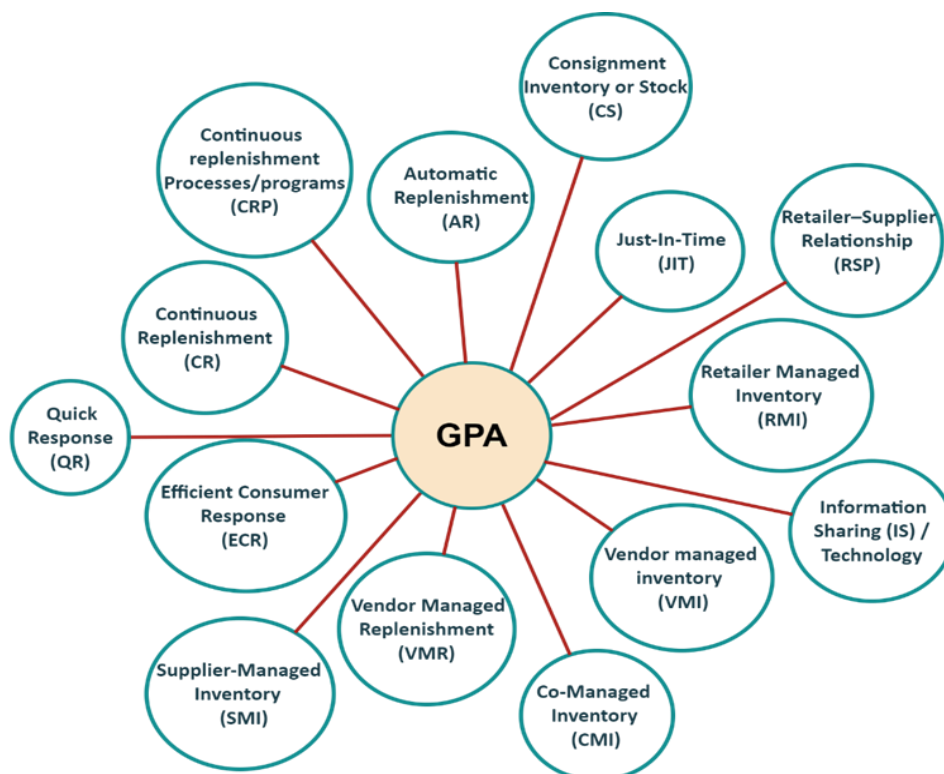 Consignment
Inventory or Stock
(CS)
Continuous
replenishment
Processes/programs
(CRP)
Automatic
Replenishment
(AR)
Just-In-Time
(JIT)
Retailer–Supplier
Relationship
(RSP)
Continuous
Replenishment
(CR)
Retailer Managed
Inventory
(RMI)
Quick
Response
(QR)
GPA
Efficient Consumer
Response
(ECR)
Information
Sharing (IS) /
Technology
Vendor managed
inventory
(VMI)
Vendor Managed
Replenishment
(VMR)
Supplier-Managed
Inventory
(SMI)
Co-Managed
Inventory
(CMI)